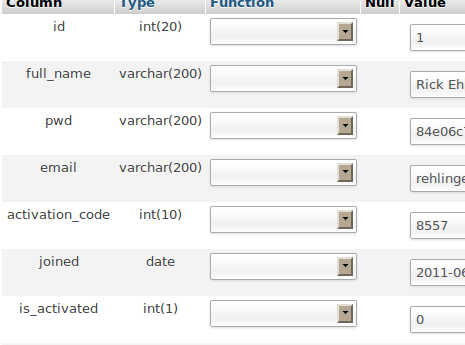 Column Type Function Null Value
id int(20) 1
full_name varchar(200) Rick Eh
pwd varchar(200) 84e06c
email varchar(200) rehlinge
activation_code int(10) 8557
joined date 2011-06
is_activated int(1) 0